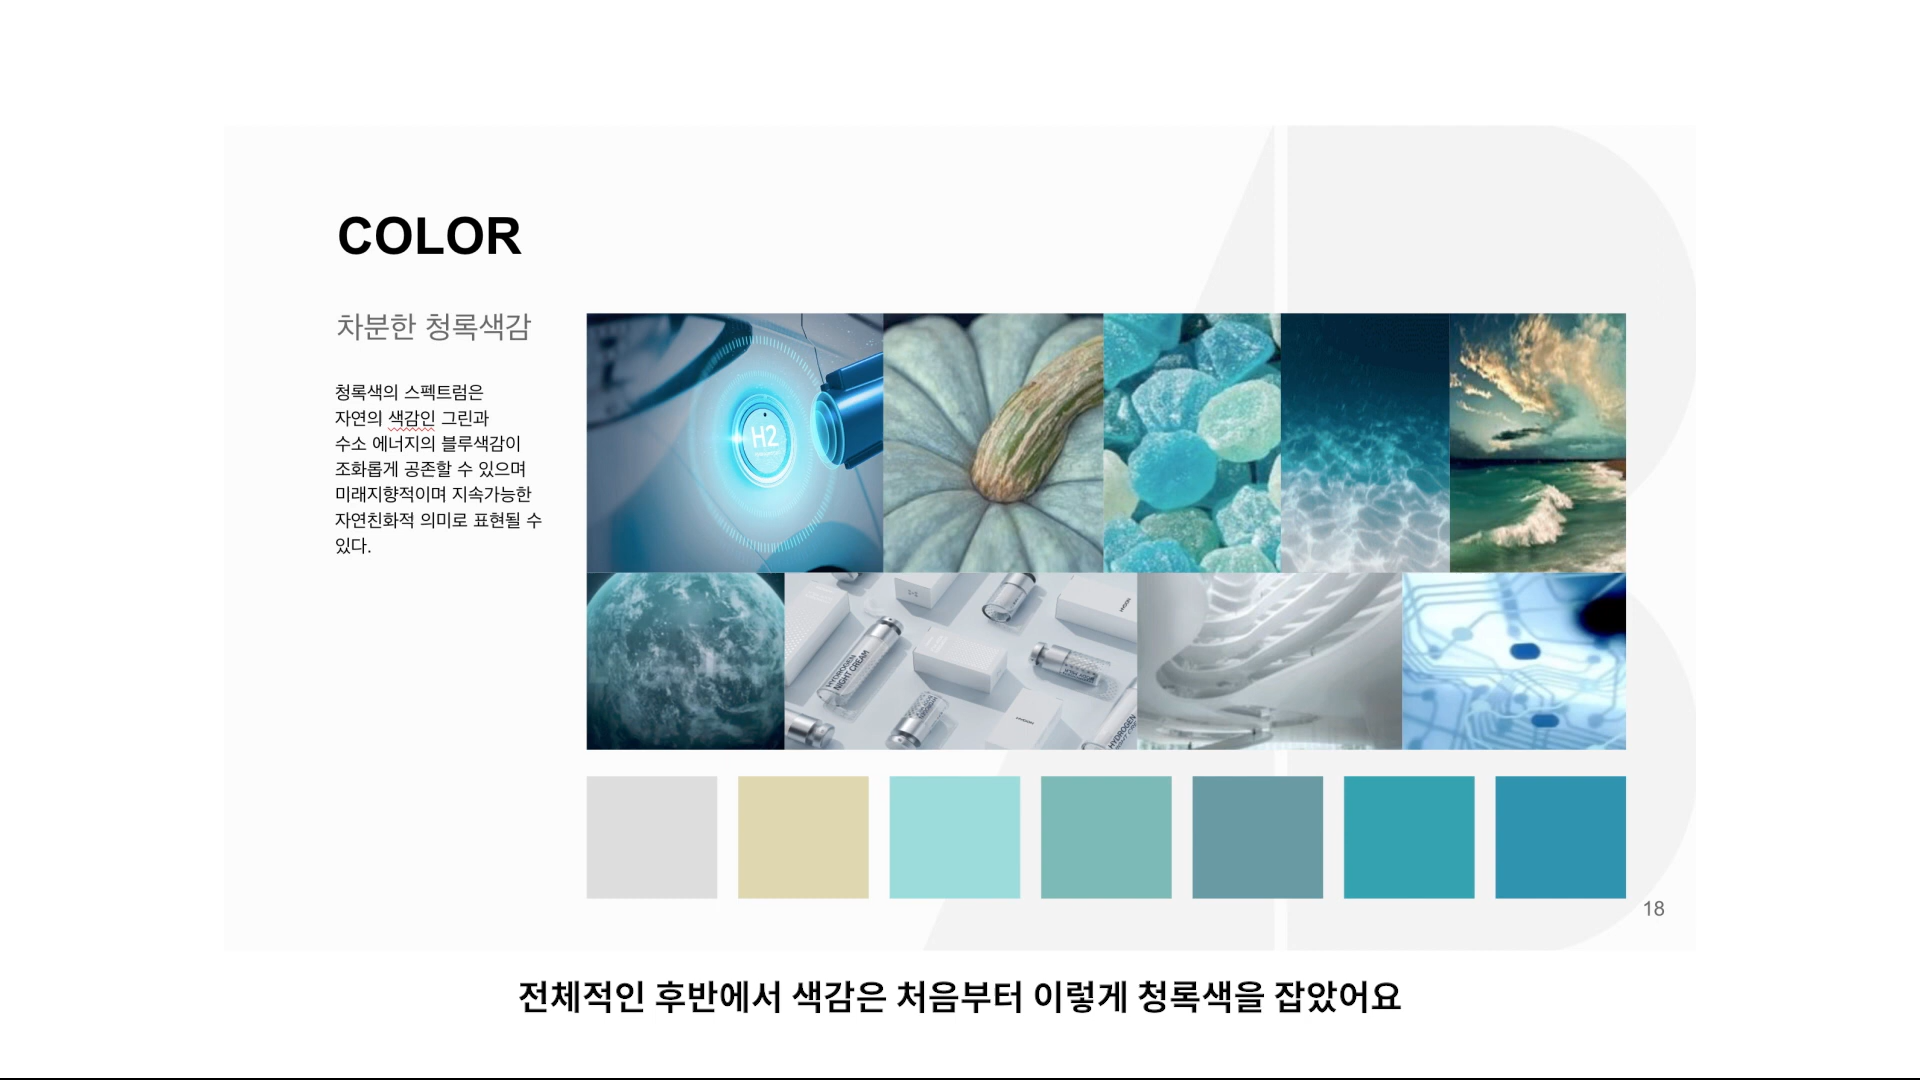 COLOR
차분한 청록색감
청록색의 스펙트럼은
자연의 색감인 그린과
수소 에너지의 블루색감이
조화롭게 공존할 수 있으며
미래지향적이며 지속가능한
자연친화적 의미로 표현될 수
있다.
H2
HYDROGEN
NIGHT CREAM
HYDROGEN
18
전체적인 후반에서 색감은 처음부터 이렇게 청록색을 잡았어요